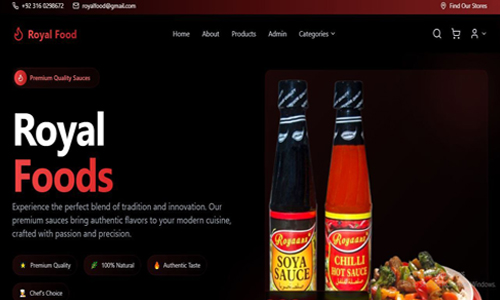 +92 316 0298672
royalfood@gmail.com
Find Our Stores
Royal Food
Home
About
Products
Admin
Categories
Premium Quality Sauces
Royal
Foods
Experience the perfect blend of tradition and innovation. Our
premium sauces bring authentic flavors to your modern cuisine,
crafted with passion and precision.
Premium Quality
100% Natural
Authentic Taste
Chef's Choice
Royaas
SOYA
SAUCE
Royaas
CHILLI
HOT SAUCE